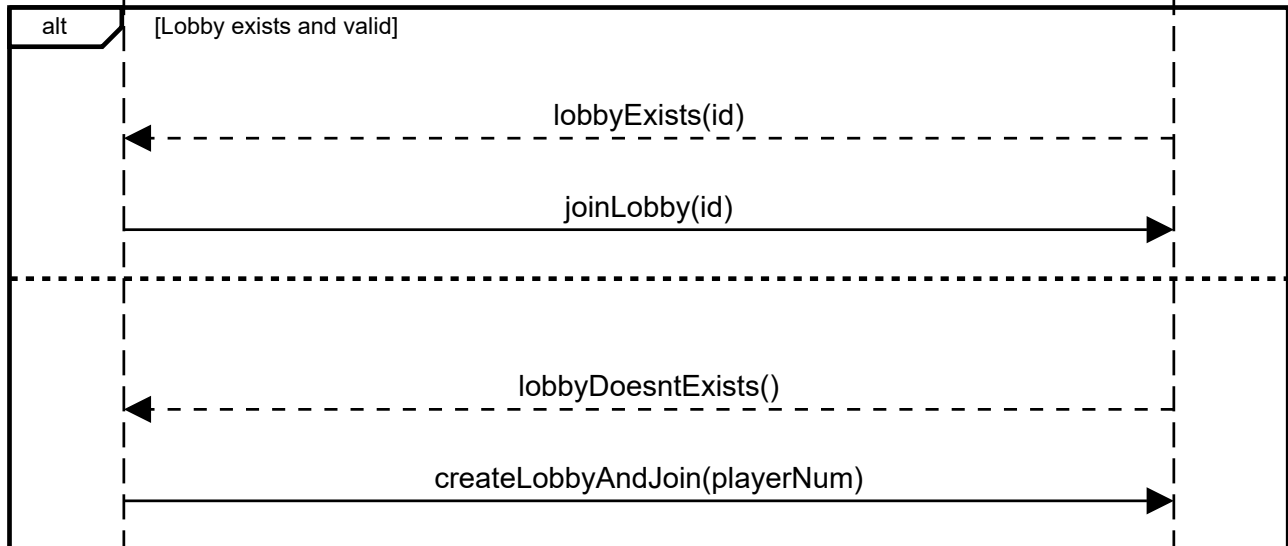 alt
[Lobby exists and valid]
lobbyExists(id)
joinLobby(id)
lobbyDoesntExists()
createLobbyAndJoin(playerNum)